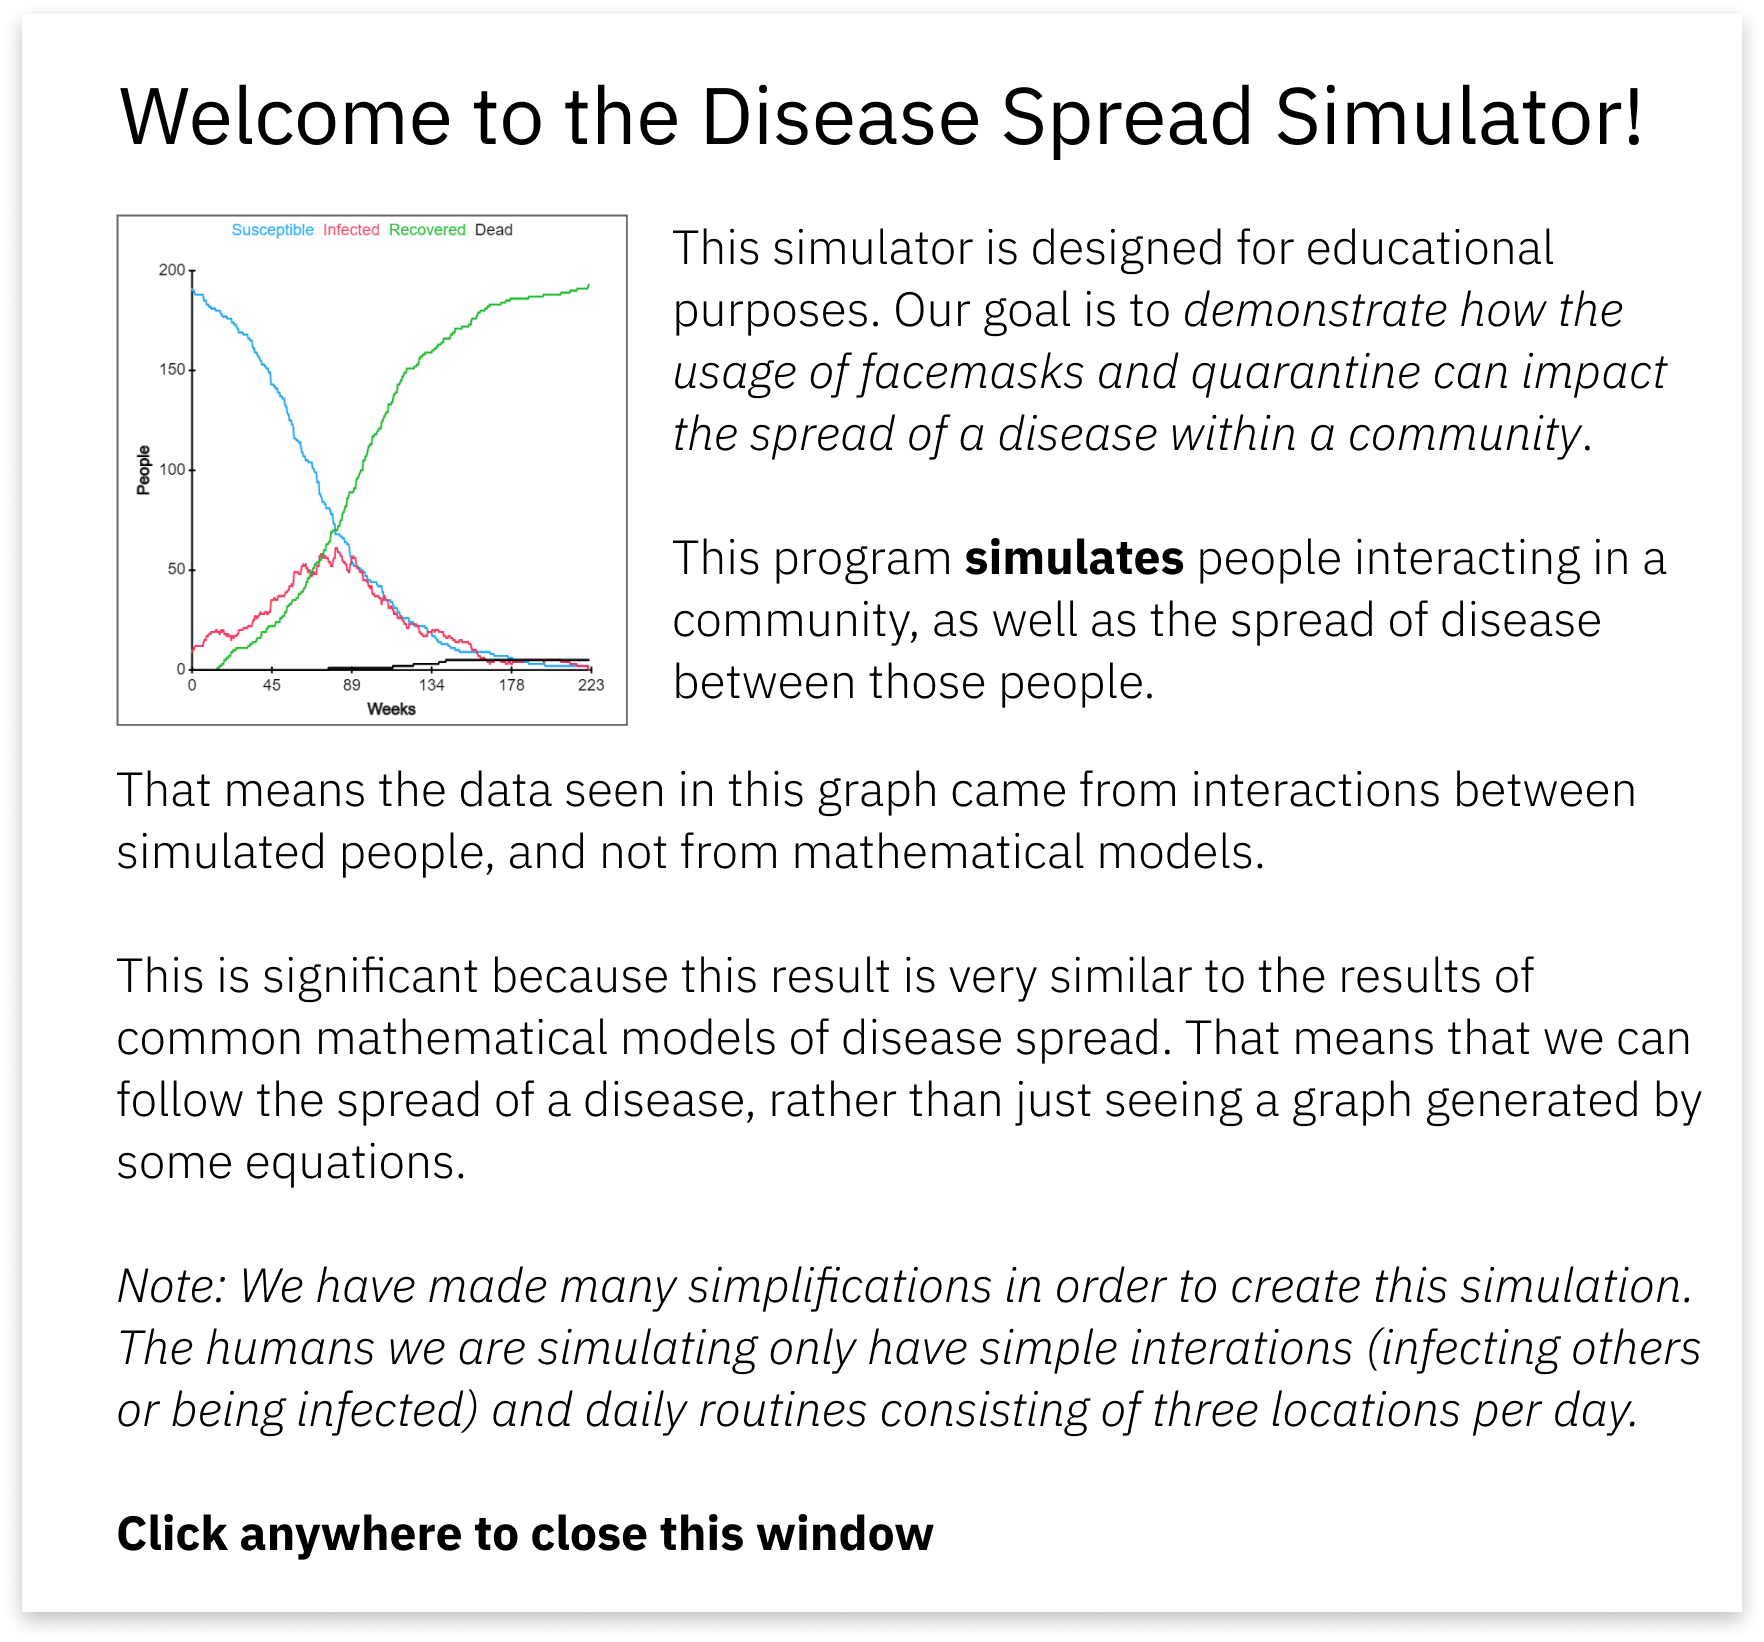 Welcome to the Disease Spread Simulator!
Susceptible Infected Recovered Dead
200
150
100
50
0
People
0 45 89 134 178 223
Weeks
This simulator is designed for educational
purposes. Our goal is to demonstrate how the
usage of facemasks and quarantine can impact
the spread of a disease within a community.
This program simulates people interacting in a
community, as well as the spread of disease
between those people.
That means the data seen in this graph came from interactions between
simulated people, and not from mathematical models.
This is significant because this result is very similar to the results of
common mathematical models of disease spread. That means that we can
follow the spread of a disease, rather than just seeing a graph generated by
some equations.
Note: We have made many simplifications in order to create this simulation.
The humans we are simulating only have simple interations (infecting others
or being infected) and daily routines consisting of three locations per day.
Click anywhere to close this window